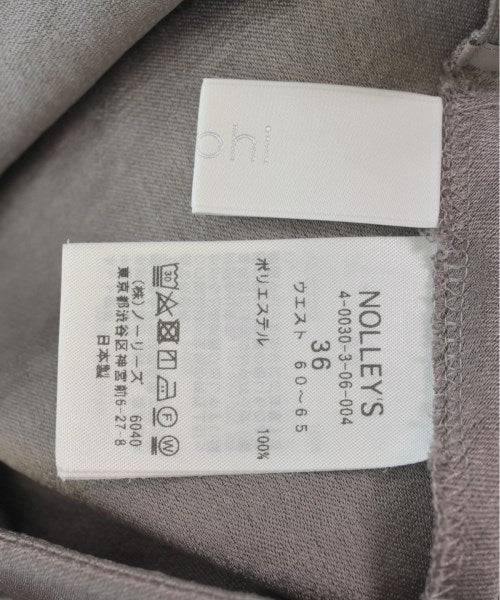 NOLLEY'S
4-0030-3-06-004
36
ウエスト 60～65
ポリエステル 100%
30
F
W
(株)ノーリーズ 6040
東京都渋谷区神宮前6-27-8
日本製